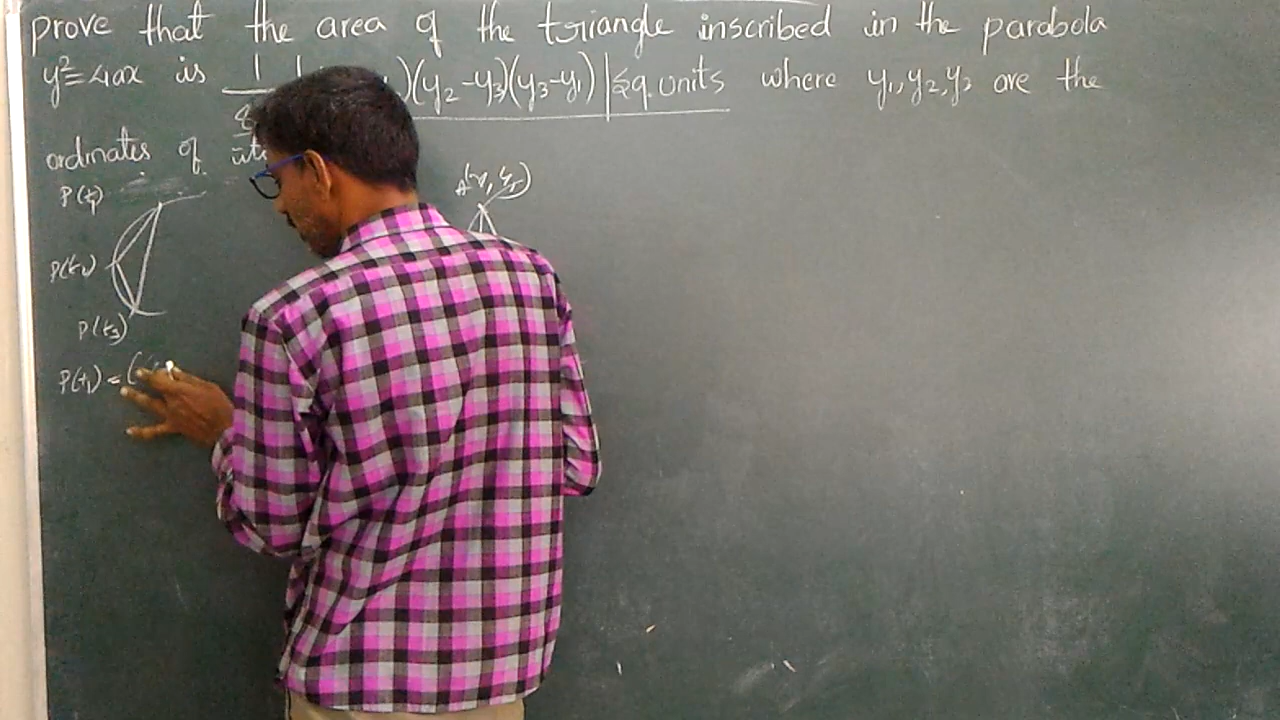 prove that the area of the triangle inscribed in the parabola
y²=4ax is 1 )(y₂-y₃)(y₃-y₁)| sq. units where y₁,y₂,y₃ are the
ordinates of
P(t₁
P(t₂)
P(t₃)
P(t₁) = (